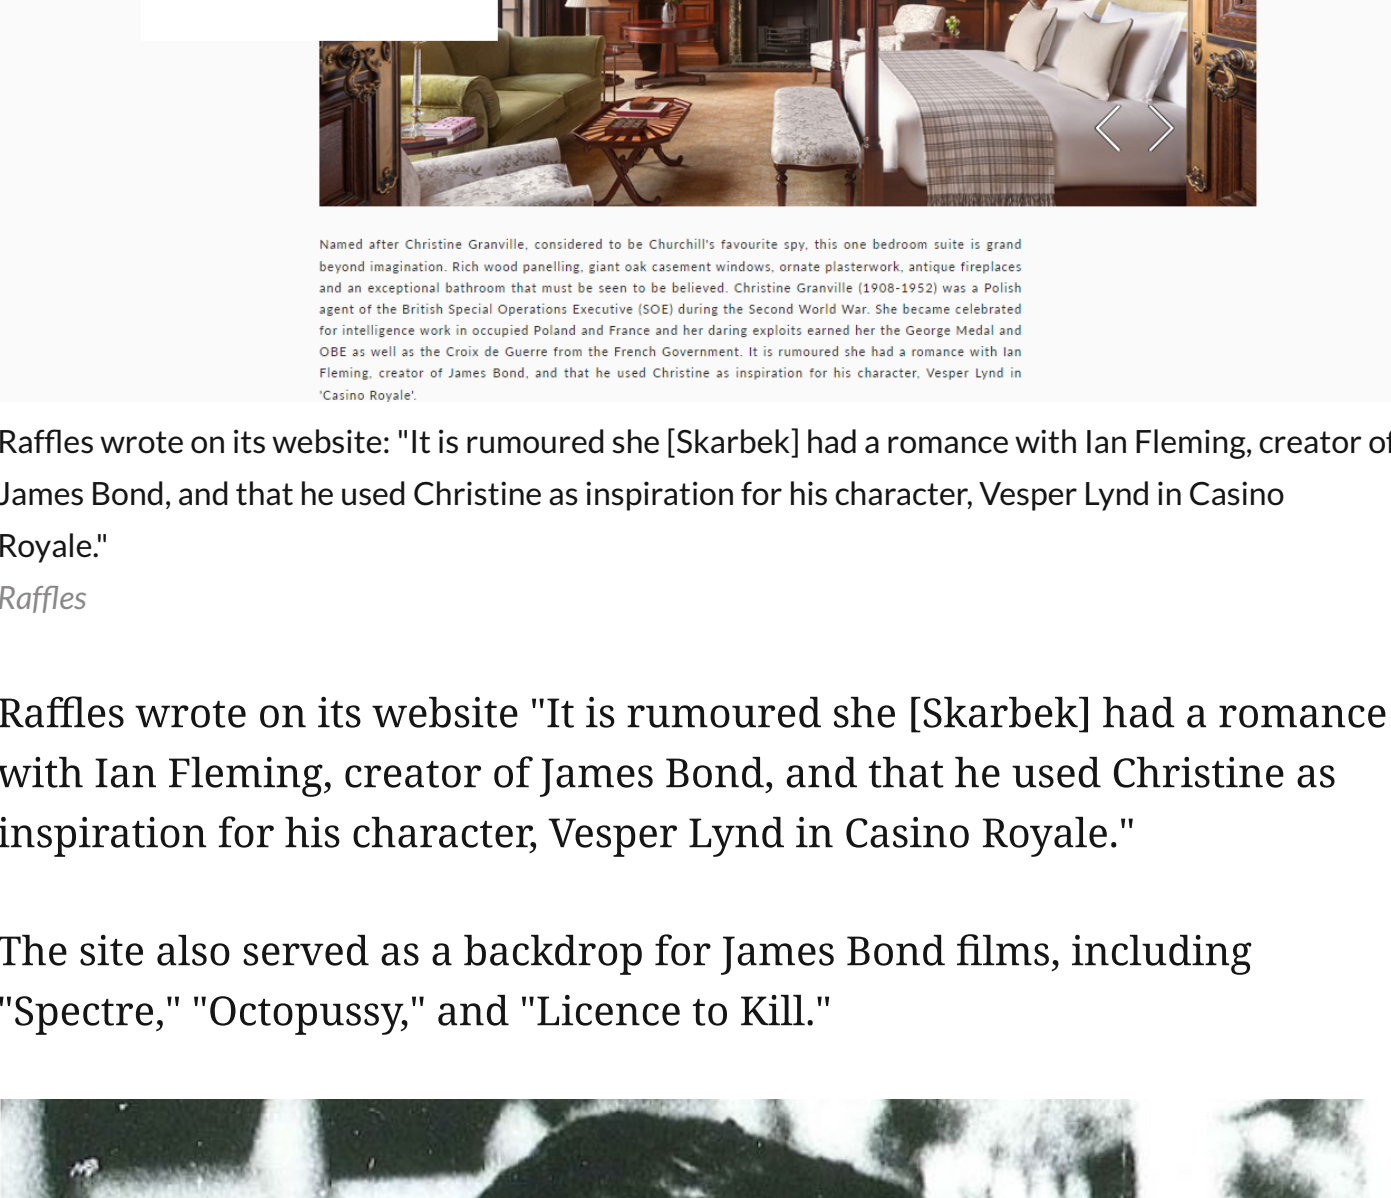 Named after Christine Granville, considered to be Churchill's favourite spy, this one bedroom suite is grand
beyond imagination. Rich wood panelling, giant oak casement windows, ornate plasterwork, antique fireplaces
and an exceptional bathroom that must be seen to be believed. Christine Granville (1908-1952) was a Polish
agent of the British Special Operations Executive (SOE) during the Second World War. She became celebrated
for intelligence work in occupied Poland and France and her daring exploits earned her the George Medal and
OBE as well as the Croix de Guerre from the French Government. It is rumoured she had a romance with Ian
Fleming, creator of James Bond, and that he used Christine as inspiration for his character, Vesper Lynd in
'Casino Royale'.
Raffles wrote on its website: "It is rumoured she [Skarbek] had a romance with Ian Fleming, creator of
James Bond, and that he used Christine as inspiration for his character, Vesper Lynd in Casino
Royale."
Raffles
Raffles wrote on its website "It is rumoured she [Skarbek] had a romance
with Ian Fleming, creator of James Bond, and that he used Christine as
inspiration for his character, Vesper Lynd in Casino Royale."
The site also served as a backdrop for James Bond films, including
"Spectre," "Octopussy," and "Licence to Kill."